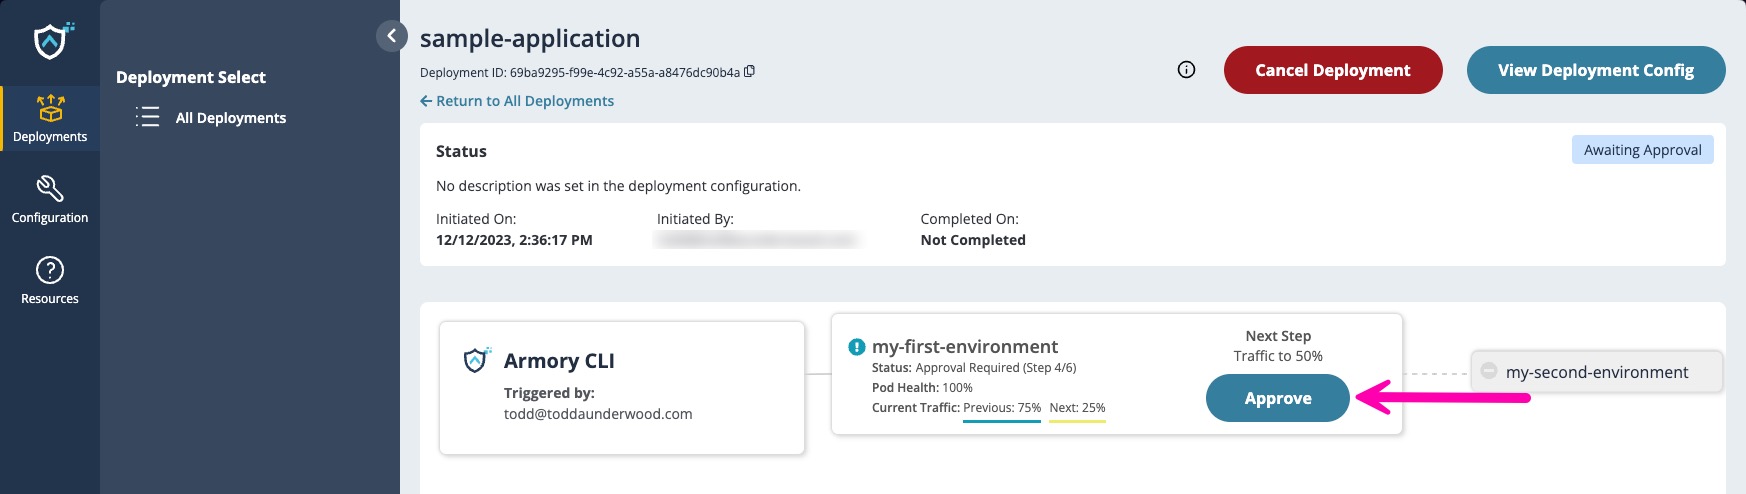 Deployments
Configuration
Resources
Deployment Select
All Deployments
sample-application
Deployment ID: 69ba9295-f99e-4c92-a55a-a8476dc90b4a
Return to All Deployments
Cancel Deployment
View Deployment Config
Status
Awaiting Approval
No description was set in the deployment configuration.
Initiated On:
12/12/2023, 2:36:17 PM
Initiated By:
Completed On:
Not Completed
Armory CLI
Triggered by:
todd@toddaunderwood.com
my-first-environment
Status: Approval Required (Step 4/6)
Pod Health: 100%
Current Traffic: Previous: 75% Next: 25%
Next Step
Traffic to 50%
Approve
my-second-environment